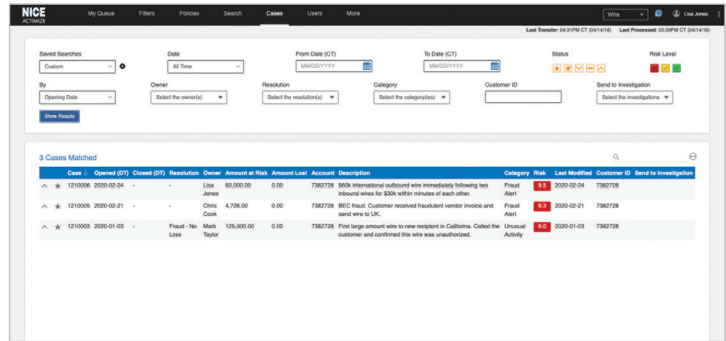 NICE My Queue Filters Policies Search Cases Users More Wire Lisa Jones
ACTIMIZE
Last Transfer: 04:31PM CT (04/14/16) Last Processed: 03:28PM CT (04/14/16)
Saved Searches Date From Date (CT) To Date (CT) Status Risk Level
Custom All Time MM/DD/YYYY MM/DD/YYYY
By Owner Resolution Category Customer ID Send to Investigation
Opening Date Select the owner(s) Select the resolution(s) Select the category(ies) Select the investigations
Show Results
3 Cases Matched
Case Opened (DT) Closed (DT) Resolution Owner Amount at Risk Amount Lost Account Description Category Risk Last Modified Customer ID Send to Investigation
1210006 2020-02-24 - - Lisa 60,000.00 0.00 7382728 $60k international outbound wire immediately following two Fraud 9.5 2020-02-24 7382728
Jones inbound wires for $30k within minutes of each other. Alert
1210005 2020-02-21 - - Chris 4,726.00 0.00 7382728 BEC fraud. Customer received fraudulent vendor invoice and Fraud 9.3 2020-02-21 7382728
Cook send wire to UK. Alert
1210003 2020-01-03 - Fraud - No Mark 125,000.00 0.00 7382728 First large amount wire to new recipient in California. Called the Unusual 9.0 2020-01-03 7382728
Loss Taylor customer and confirmed this wire was unauthorized. Activity